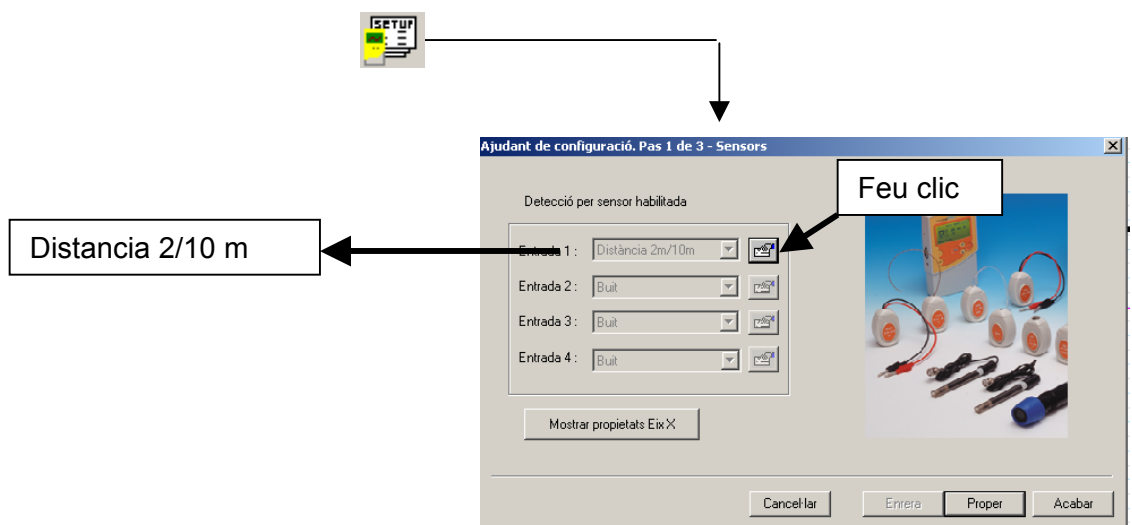 SETUP
Ajudant de configuració. Pas 1 de 3 - Sensors
Feu clic
Detecció per sensor habilitada
Distancia 2/10 m
Entrada 1 : Distància 2m/10m
Entrada 2 : Buit
Entrada 3 : Buit
Entrada 4 : Buit
Mostrar propietats Eix X
Cancel·lar Enrera Proper Acabar